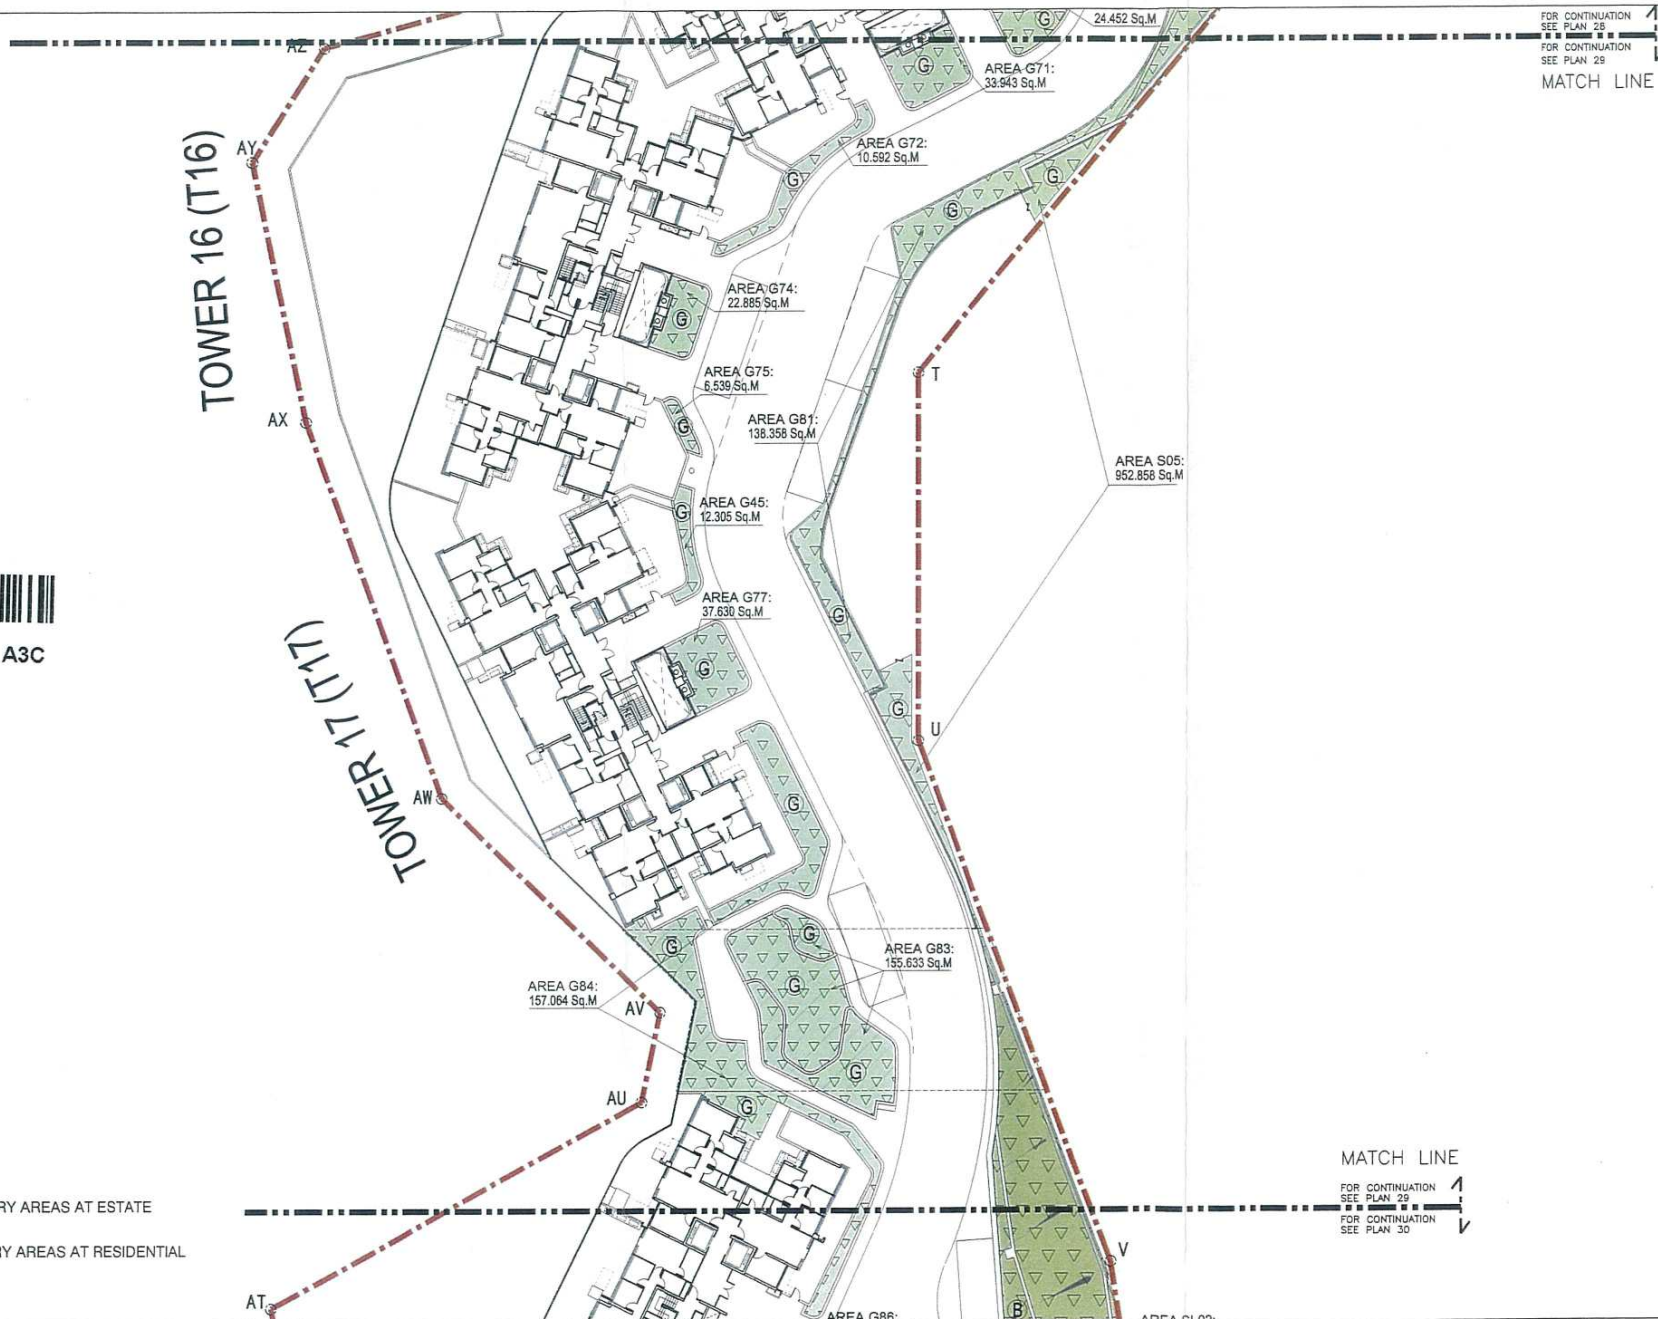 24.452 Sq.M
FOR CONTINUATION
SEE PLAN 28
FOR CONTINUATION
SEE PLAN 29
MATCH LINE
AZ
G
G
AREA G71:
33.943 Sq.M
AY
AREA G72:
10.592 Sq.M
G
G
G
TOWER 16 (T16)
AREA G74:
22.885 Sq.M
G
T
AREA G75:
6.539 Sq.M
AX
G
AREA G81:
138.358 Sq.M
AREA S05:
952.858 Sq.M
G
AREA G45:
12.305 Sq.M
AREA G77:
37.630 Sq.M
G
A3C
G
TOWER 17 (T17)
G
U
AW
G
G
G
AREA G83:
155.633 Sq.M
G
AREA G84:
157.064 Sq.M
AV
G
AU
G
MATCH LINE
FOR CONTINUATION
SEE PLAN 29
FOR CONTINUATION
SEE PLAN 30
RY AREAS AT ESTATE
RY AREAS AT RESIDENTIAL
V
AT
B
AREA G86: